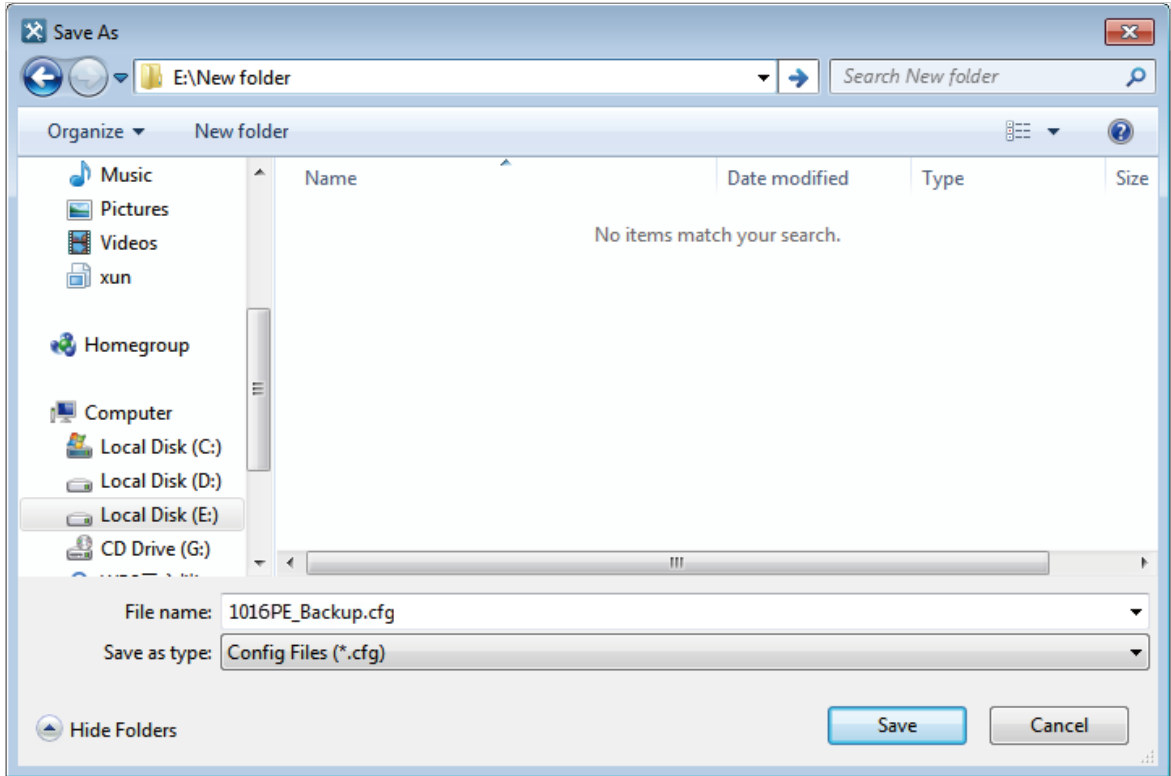 Save As
E:\New folder
Search New folder
Organize
New folder
Music
Pictures
Videos
xun
Homegroup
Computer
Local Disk (C:)
Local Disk (D:)
Local Disk (E:)
CD Drive (G:)
Name
Date modified
Type
Size
No items match your search.
File name: 1016PE_Backup.cfg
Save as type: Config Files (*.cfg)
Hide Folders
Save
Cancel